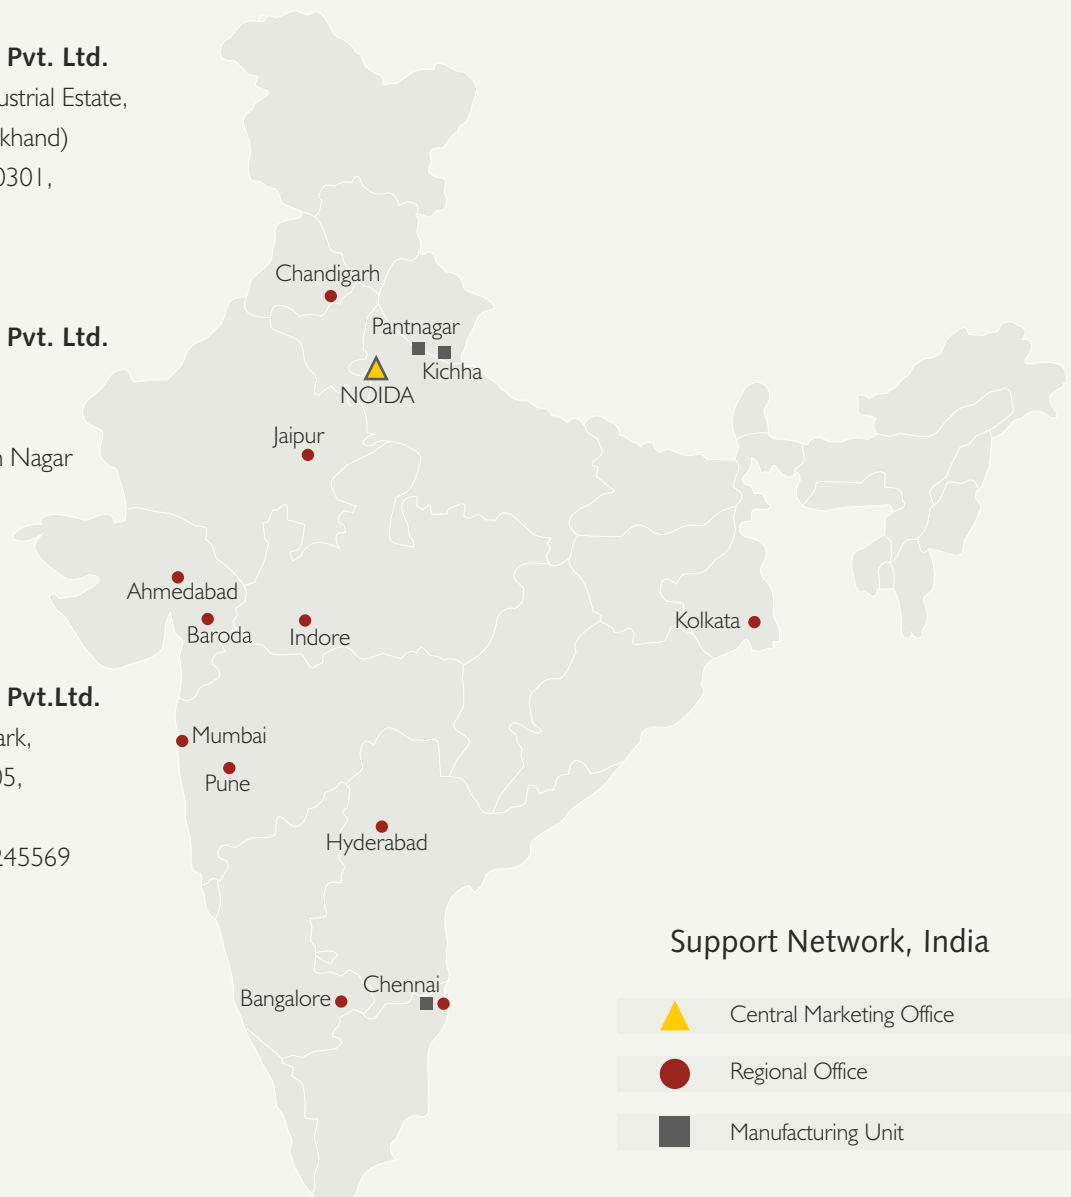 Pvt. Ltd.
ustrial Estate,
khand)
0301,
Pvt. Ltd.
n Nagar
Pvt.Ltd.
ark,
05,
245569
Chandigarh
Pantnagar
Kichha
NOIDA
Jaipur
Ahmedabad
Baroda
Indore
Kolkata
Mumbai
Pune
Hyderabad
Chennai
Bangalore
Support Network, India
Central Marketing Office
Regional Office
Manufacturing Unit